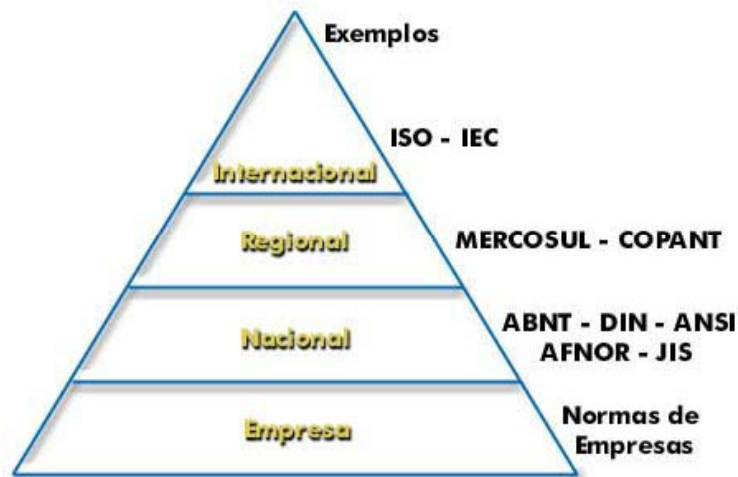 Exemplos
ISO - IEC
Internacional
Regional
MERCOSUL - COPANT
ABNT - DIN - ANSI
AFNOR - JIS
Nacional
Normas de
Empresas
Empresa